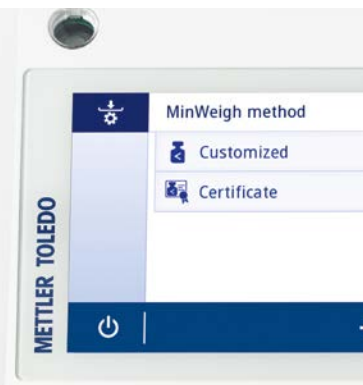 MinWeigh method
Customized
Certificate
METTLER TOLEDO